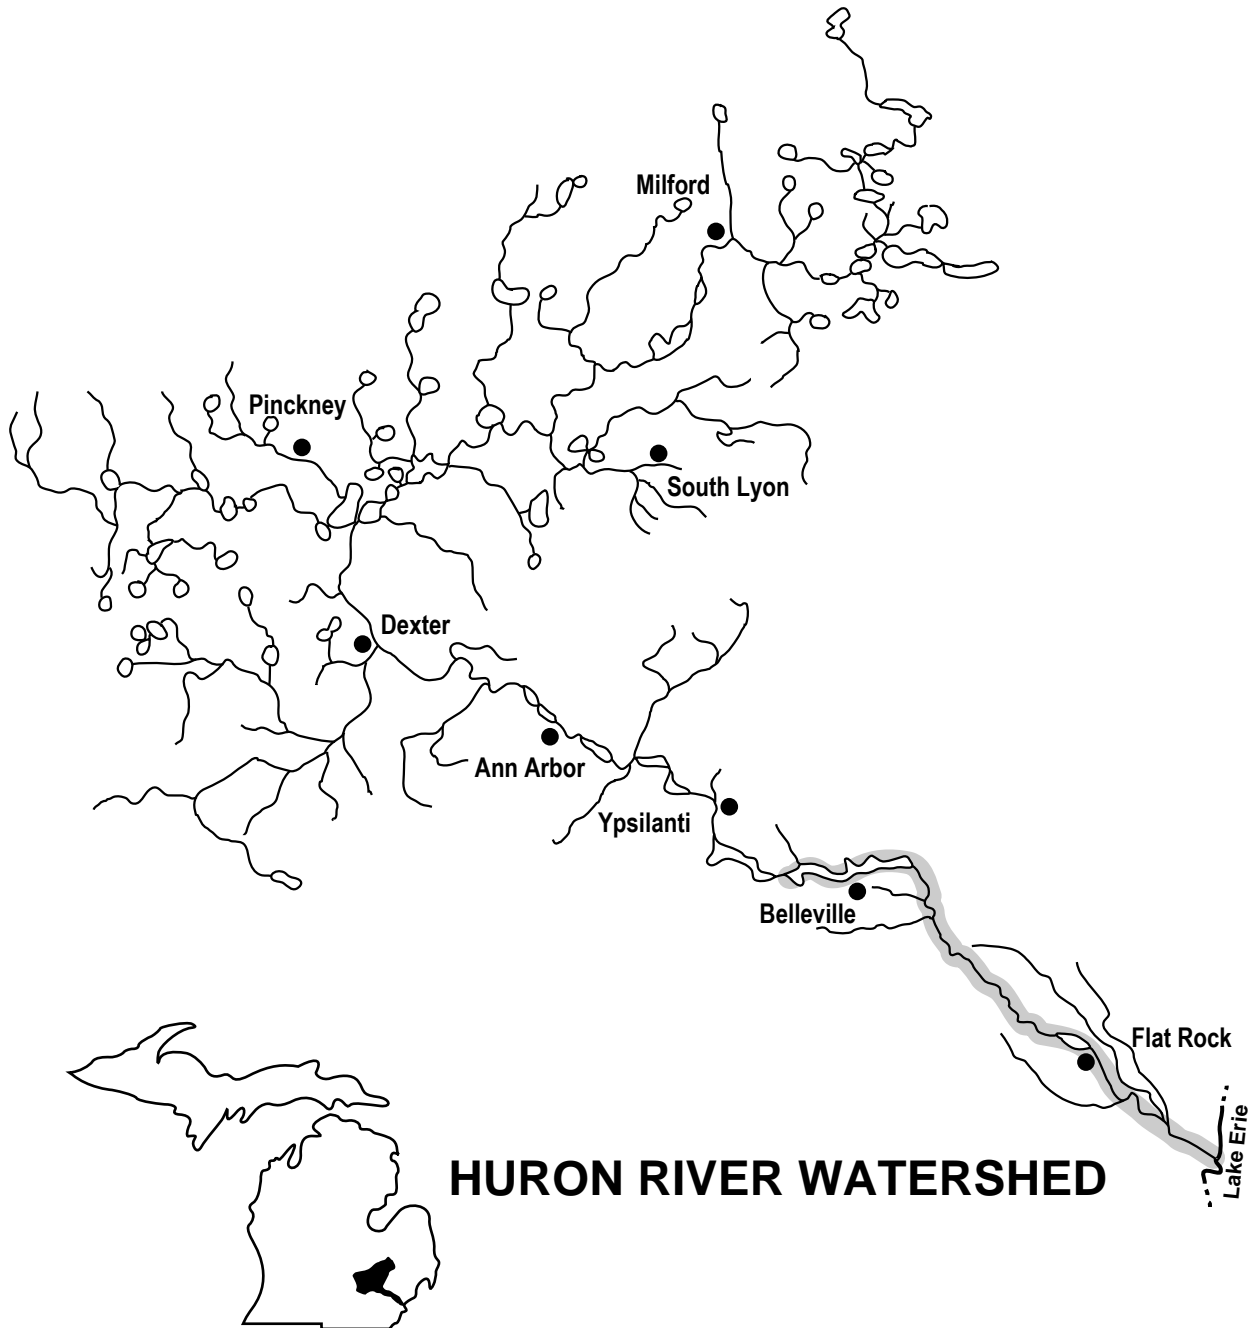 Milford
Pinckney
South Lyon
Dexter
Ann Arbor
Ypsilanti
Belleville
Flat Rock
Lake Erie
HURON RIVER WATERSHED